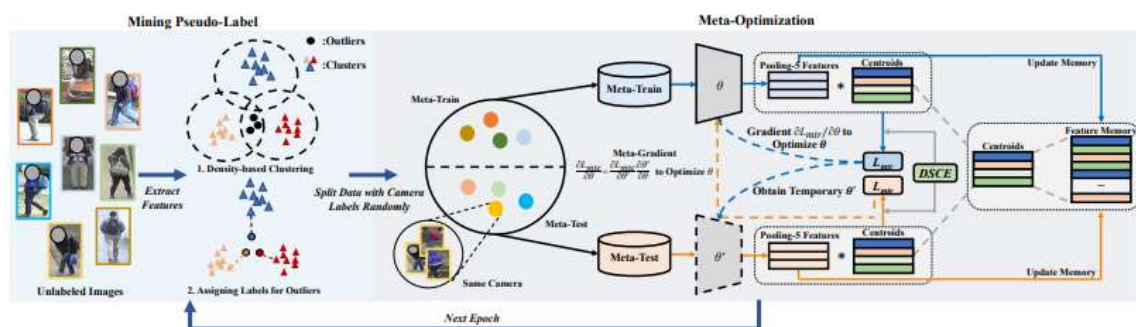 Mining Pseudo-Label
Meta-Optimization
:Outliers
:Clusters
1. Density-based Clustering
2. Assigning Labels for Outliers
Unlabeled Images
Extract
Features
Split Data with Camera
Labels Randomly
Meta-Train
Meta-Test
Same Camera
Meta-Train
Meta-Test
θ
θ'
Pooling-5 Features
*
Centroids
Update Memory
Gradient ∂Lmtr/∂θ to
Optimize θ
Meta-Gradient
to Optimize θ
Obtain Temporary θ'
DSCE
Centroids
Feature Memory
...
Pooling-5 Features
*
Centroids
Update Memory
Next Epoch